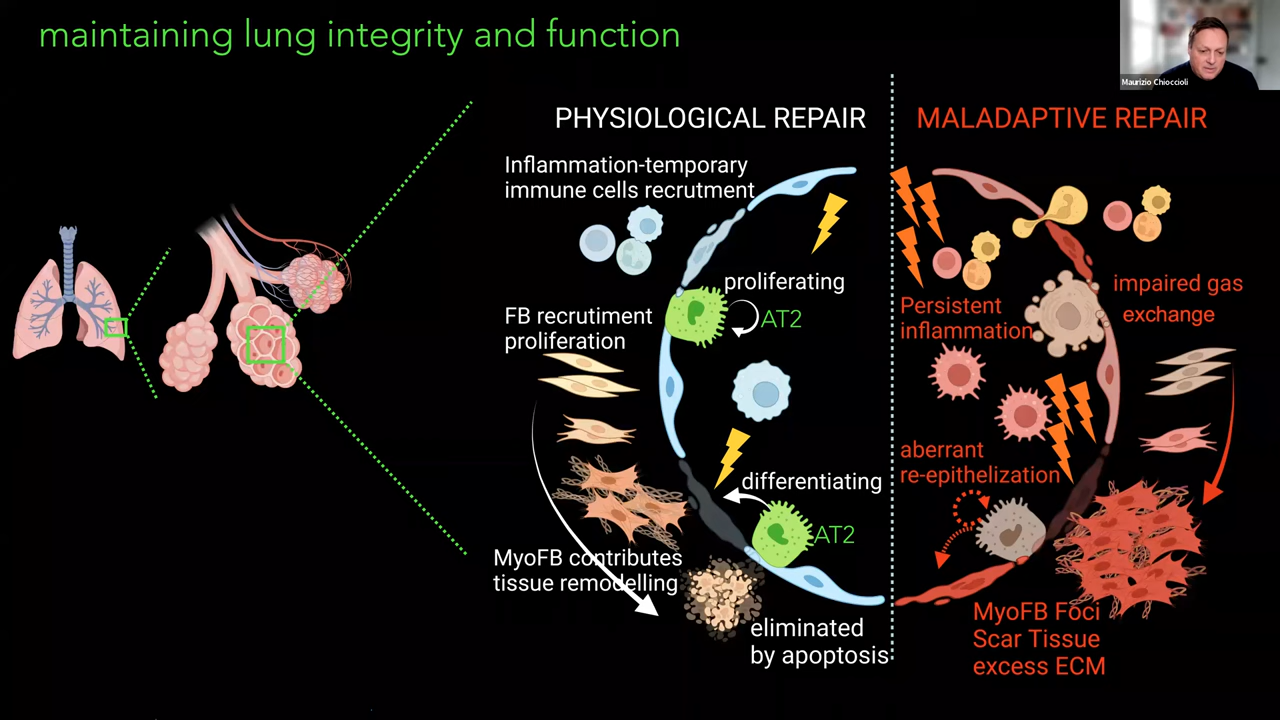 maintaining lung integrity and function
Maurizio Chioccioli
PHYSIOLOGICAL REPAIR
MALADAPTIVE REPAIR
Inflammation-temporary
immune cells recrutment
proliferating
AT2
FB recrutiment
proliferation
differentiating
AT2
MyoFB contributes
tissue remodelling
eliminated
by apoptosis
impaired gas
exchange
Persistent
inflammation
aberrant
re-epithelization
MyoFB Foci
Scar Tissue
excess ECM